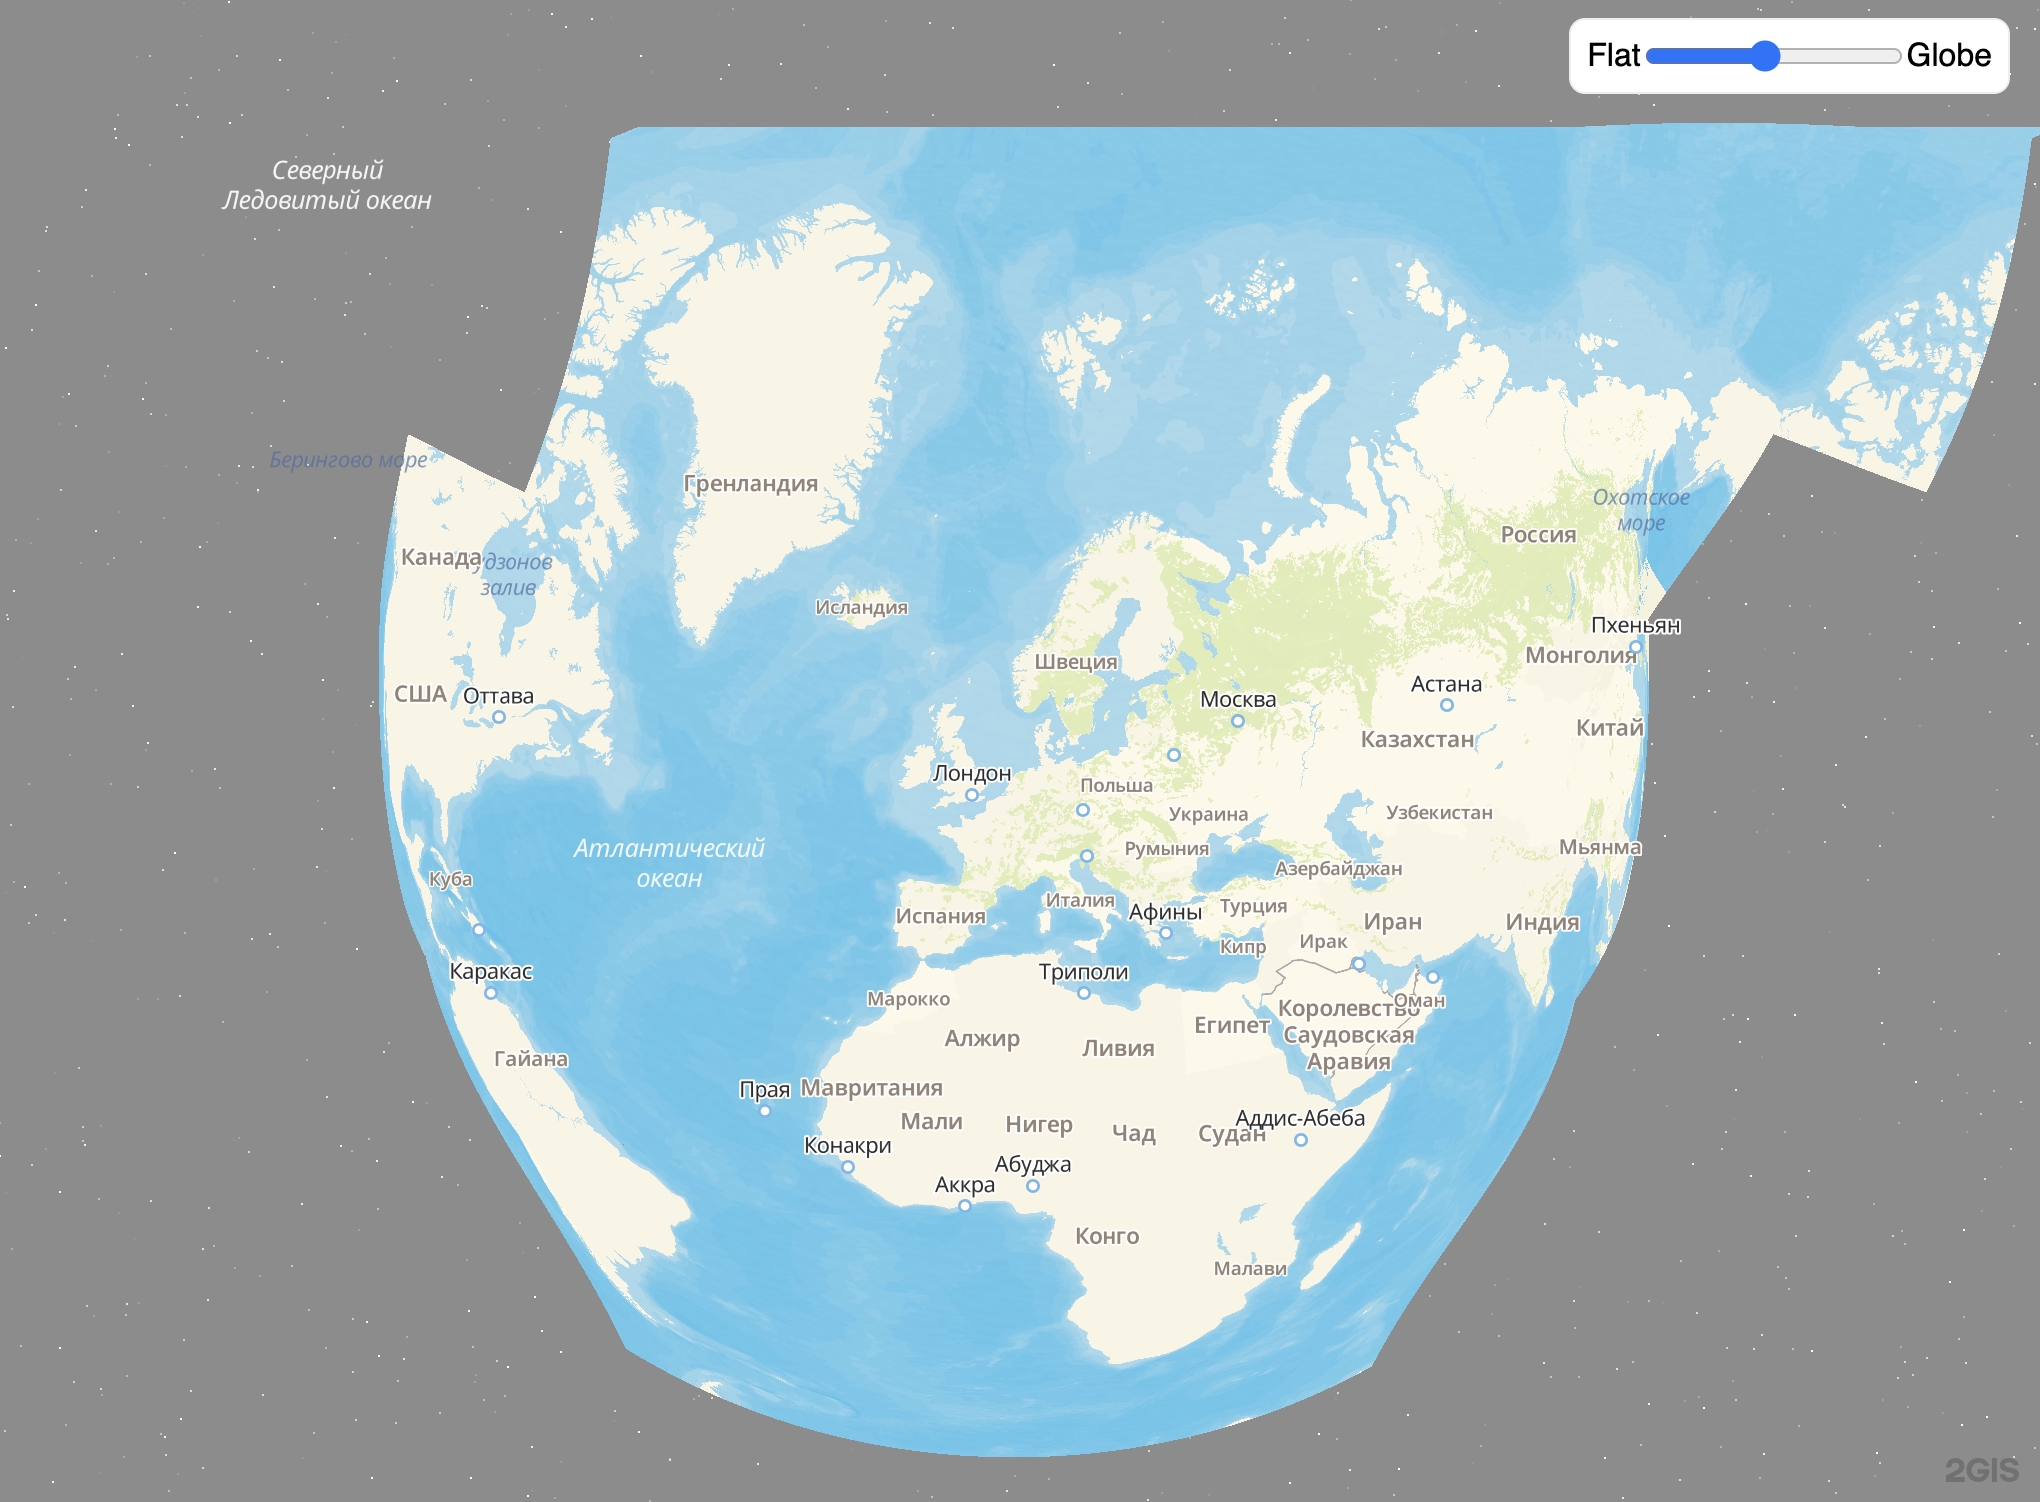 Flat
Globe
Северный
Ледовитый океан
Берингово море
Гренландия
Охотское
море
Россия
Канада
удзонов
залив
Исландия
Пхеньян
Монголия
Швеция
США
Оттава
Москва
Астана
Китай
Казахстан
Лондон
Польша
Украина
Узбекистан
Атлантический
океан
Румыния
Мьянма
Азербайджан
Куба
Италия
Испания
Афины
Турция
Иран
Индия
Кипр
Ирак
Каракас
Триполи
Марокко
Оман
Королевство
Саудовская
Аравия
Египет
Алжир
Ливия
Гайана
Прая
Мавритания
Мали
Нигер
Чад
Судан
Аддис-Абеба
Конакри
Абуджа
Аккра
Конго
Малави
2GIS